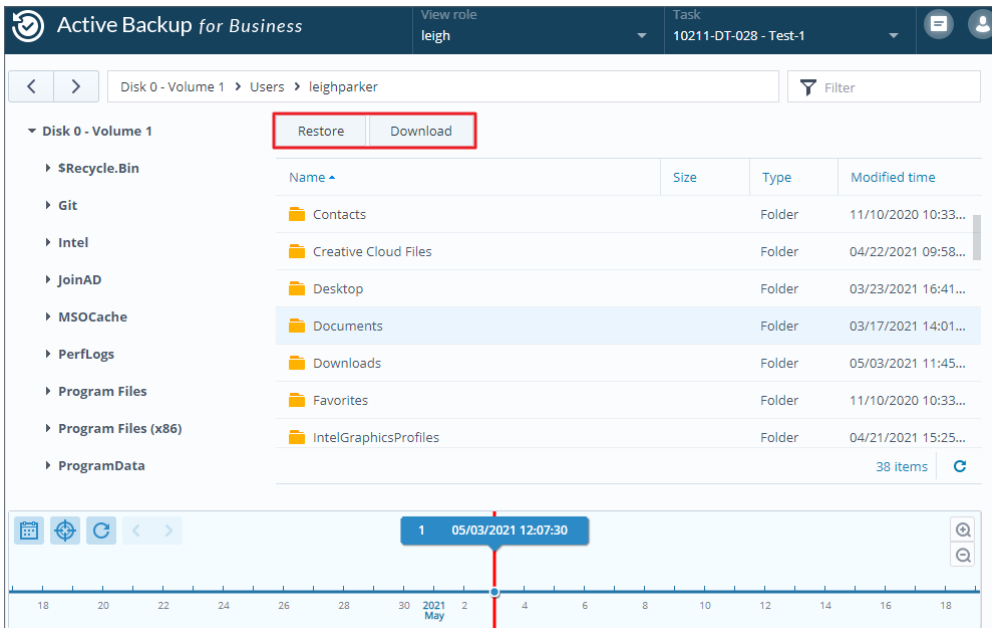 Active Backup for Business
View role
leigh
Task
10211-DT-028 - Test-1
Disk 0 - Volume 1 > Users > leighparker
Filter
Disk 0 - Volume 1
$Recycle.Bin
Git
Intel
JoinAD
MSOCache
PerfLogs
Program Files
Program Files (x86)
ProgramData
Restore Download
Name Size Type Modified time
Contacts Folder 11/10/2020 10:33...
Creative Cloud Files Folder 04/22/2021 09:58...
Desktop Folder 03/23/2021 16:41...
Documents Folder 03/17/2021 14:01...
Downloads Folder 05/03/2021 11:45...
Favorites Folder 11/10/2020 10:33...
IntelGraphicsProfiles Folder 04/21/2021 15:25...
38 items
1 05/03/2021 12:07:30
18 20 22 24 26 28 30 2021 2 4 6 8 10 12 14 16 18
May